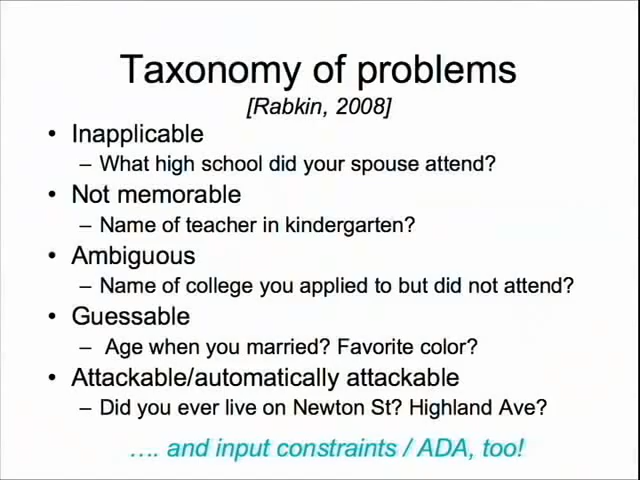 Taxonomy of problems
[Rabkin, 2008]
• Inapplicable
– What high school did your spouse attend?
• Not memorable
– Name of teacher in kindergarten?
• Ambiguous
– Name of college you applied to but did not attend?
• Guessable
– Age when you married? Favorite color?
• Attackable/automatically attackable
– Did you ever live on Newton St? Highland Ave?
…. and input constraints / ADA, too!